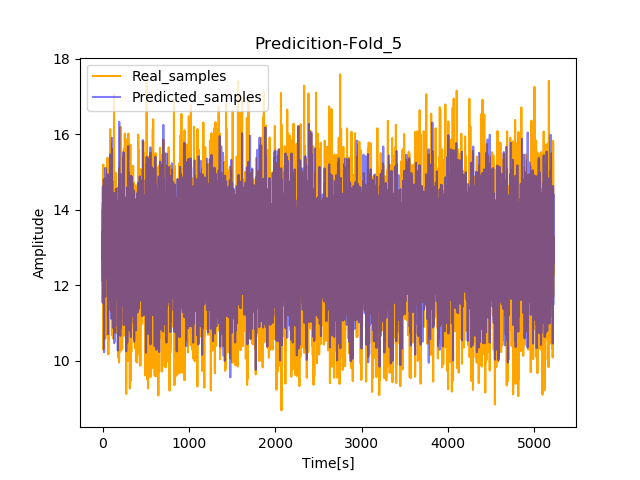 Predicition-Fold_5
Real_samples
Predicted_samples
18
16
14
12
10
Amplitude
0 1000 2000 3000 4000 5000
Time[s]